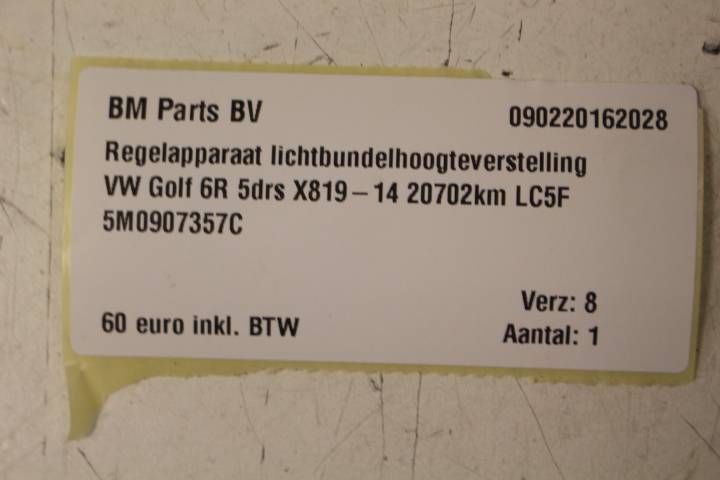 BM Parts BV 090220162028
Regelapparaat lichtbundelhoogteverstelling
VW Golf 6R 5drs X819-14 20702km LC5F
5M0907357C
Verz: 8
60 euro inkl. BTW Aantal: 1